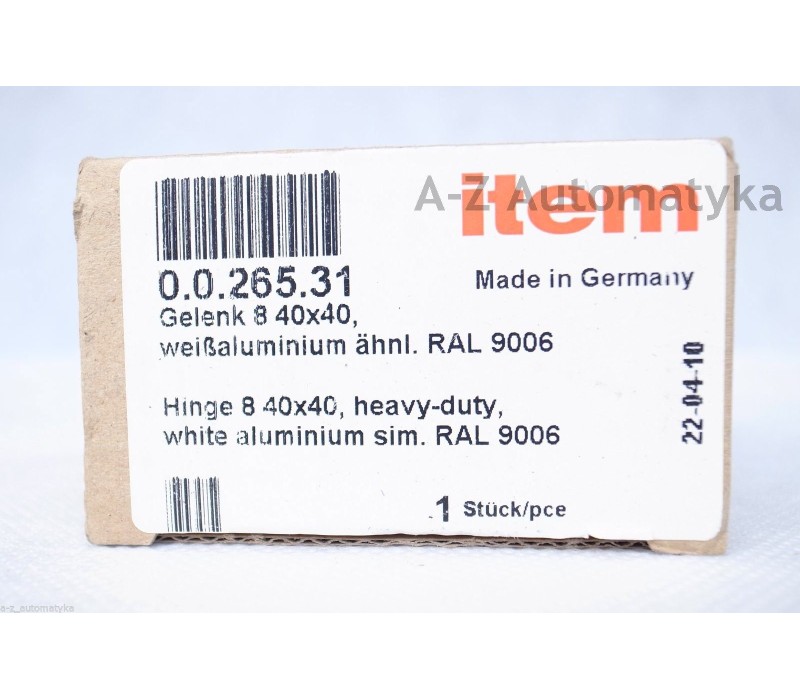 item
A-Z Automatyka
0.0.265.31
Made in Germany
Gelenk 8 40x40,
weißaluminium ähnl. RAL 9006
Hinge 8 40x40, heavy-duty,
white aluminium sim. RAL 9006
22-04-10
1 Stück/pce
a-z_automatyka